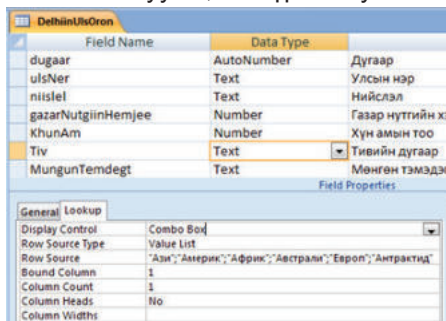 DelhiinUlsOron
Field Name Data Type
dugaar AutoNumber Дугаар
ulsNer Text Улсын нэр
niislel Text Нийслэл
gazarNutgiinHemjee Number Газар нутгийн
KhunAm Number Хүн амын тоо
Tiv Text Тивийн дугаар
MungunTemdegt Text Мөнгөн тэмдэг
Field Properties
General Lookup
Display Control Combo Box
Row Source Type Value List
Row Source "Ази";"Америк";"Африк";"Австрали";"Европ";"Антрактид"
Bound Column 1
Column Count 1
Column Heads No
Column Widths